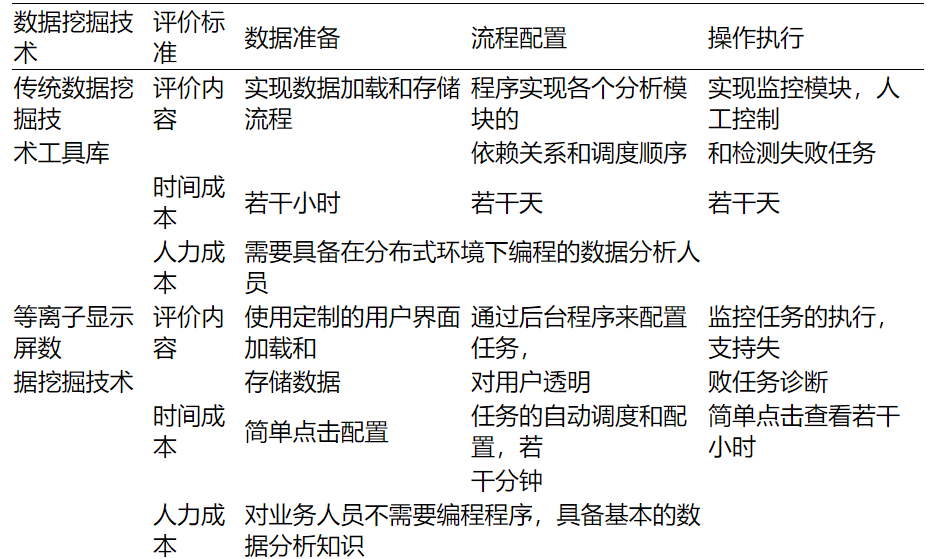 数据挖掘技术 评价标准 数据准备 流程配置 操作执行
传统数据挖掘技 评价内容 实现数据加载和存储流程 程序实现各个分析模块的 实现监控模块，人工控制
术工具库 依赖关系和调度顺序 和检测失败任务
时间成本 若干小时 若干天 若干天
人力成本 需要具备在分布式环境下编程的数据分析人员
等离子显示屏数 评价内容 使用定制的用户界面加载和 通过后台程序来配置任务， 监控任务的执行，支持失
据挖掘技术 存储数据 对用户透明 败任务诊断
时间成本 简单点击配置 任务的自动调度和配置，若 简单点击查看若干小时
干分钟
人力成本 对业务人员不需要编程程序，具备基本的数据分析知识